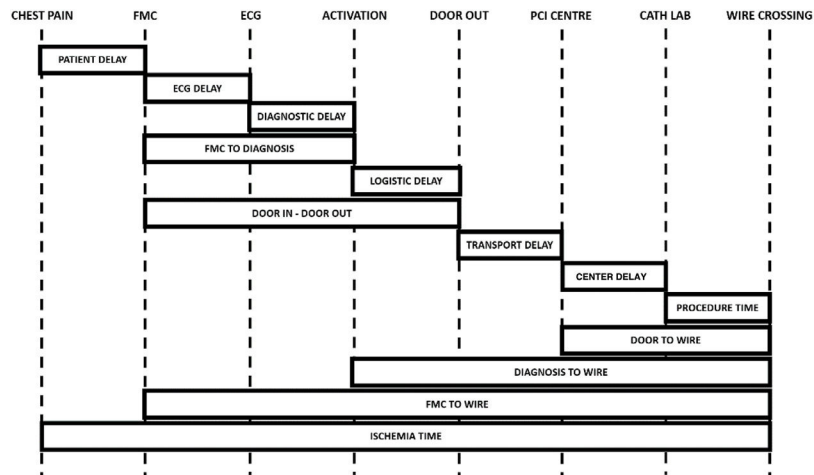 CHEST PAIN FMC ECG ACTIVATION DOOR OUT PCI CENTRE CATH LAB WIRE CROSSING
PATIENT DELAY
ECG DELAY
DIAGNOSTIC DELAY
FMC TO DIAGNOSIS
LOGISTIC DELAY
DOOR IN - DOOR OUT
TRANSPORT DELAY
CENTER DELAY
PROCEDURE TIME
DOOR TO WIRE
DIAGNOSIS TO WIRE
FMC TO WIRE
ISCHEMIA TIME